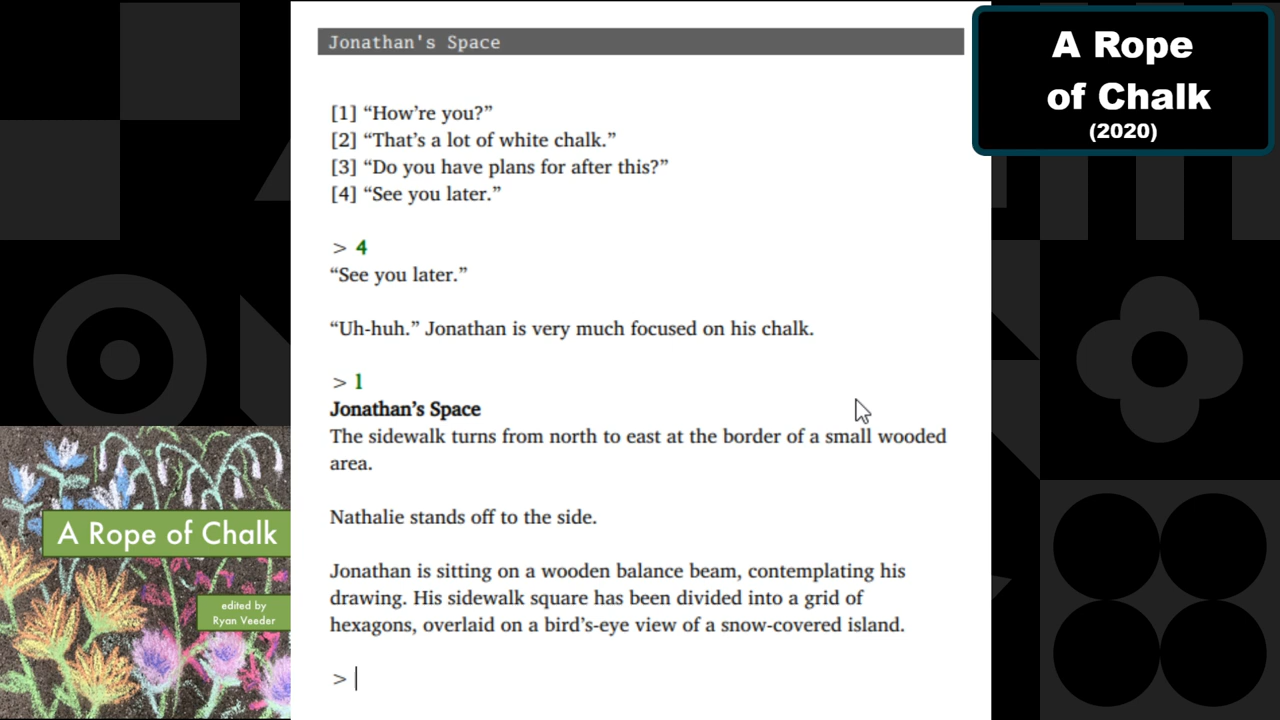 Jonathan's Space
[1] “How’re you?”
[2] “That’s a lot of white chalk.”
[3] “Do you have plans for after this?”
[4] “See you later.”
> 4
“See you later.”
“Uh-huh.” Jonathan is very much focused on his chalk.
> 1
Jonathan’s Space
The sidewalk turns from north to east at the border of a small wooded
area.
Nathalie stands off to the side.
Jonathan is sitting on a wooden balance beam, contemplating his
drawing. His sidewalk square has been divided into a grid of
hexagons, overlaid on a bird’s-eye view of a snow-covered island.
>
A Rope
of Chalk
(2020)
A Rope of Chalk
edited by
Ryan Veeder